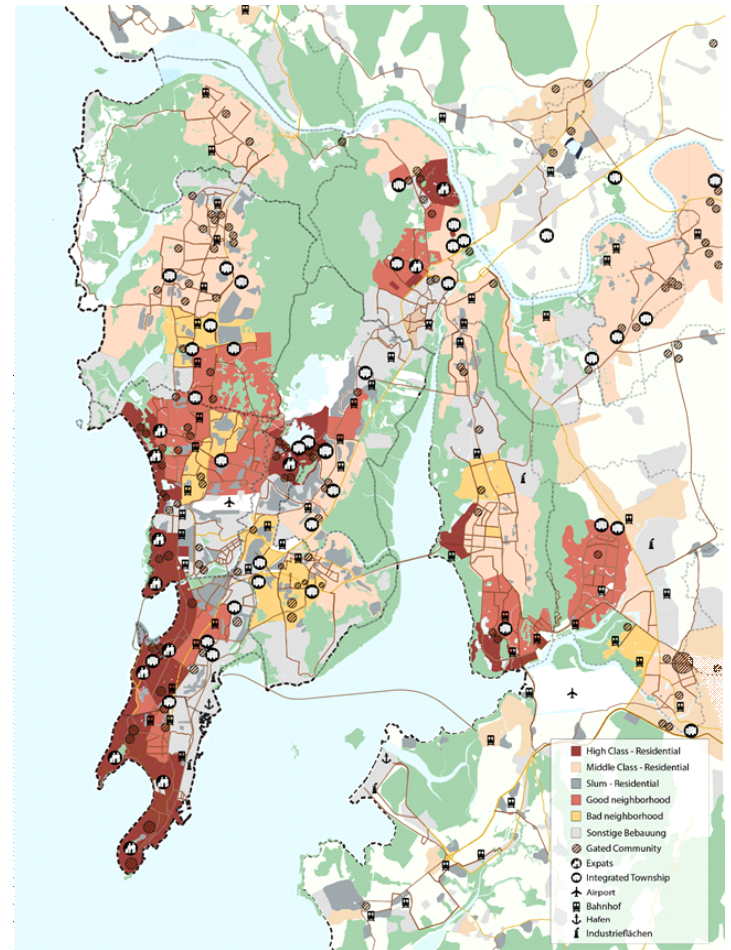 High Class - Residential
Middle Class - Residential
Slum - Residential
Good neighborhood
Bad neighborhood
Sonstige Bebauung
Gated Community
Expats
Integrated Township
Airport
Bahnhof
Hafen
Industrieflächen